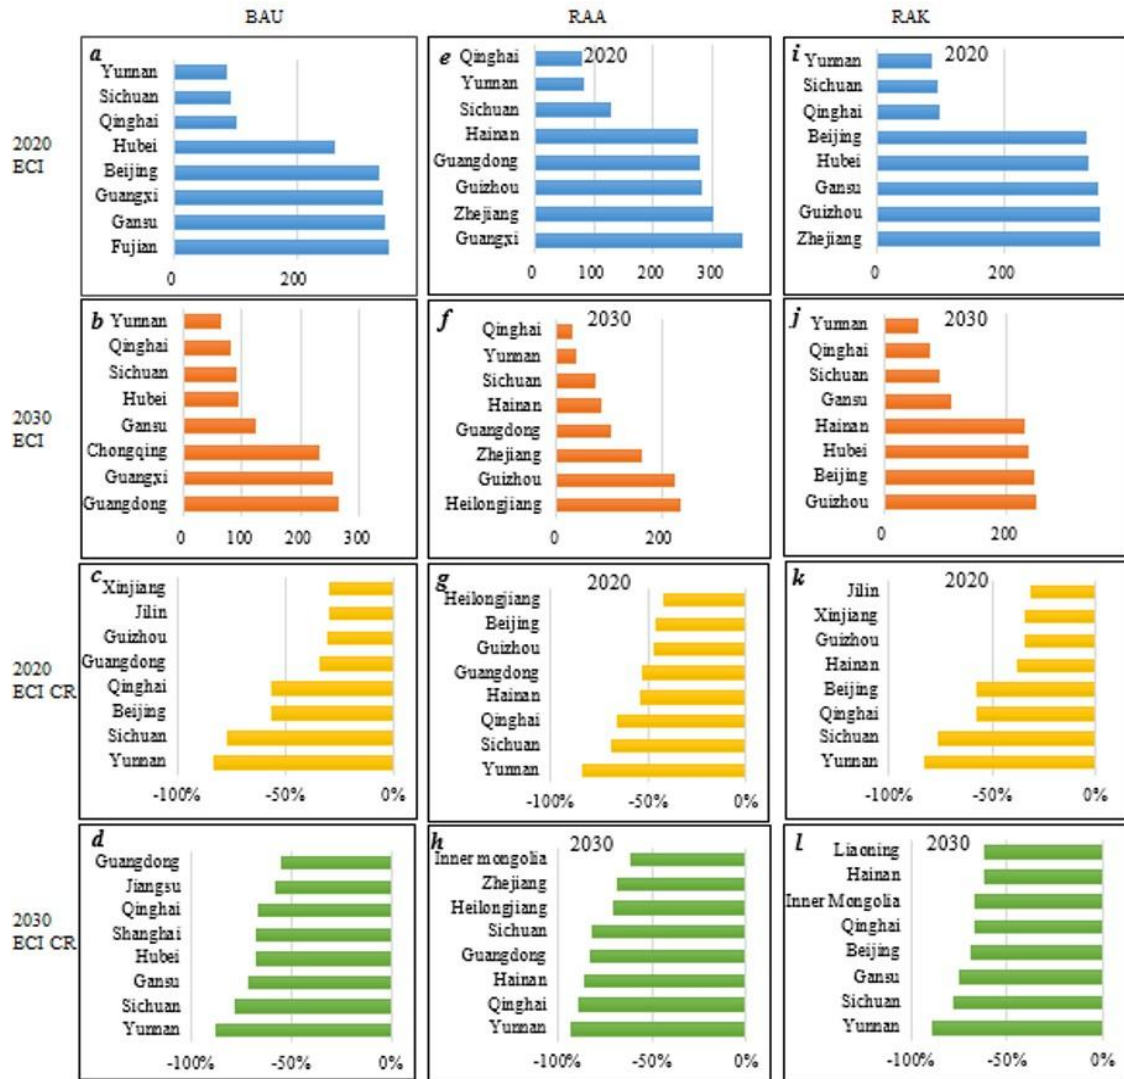 BAU RAA RAK
2020
ECI
a
Yunnan
Sichuan
Qinghai
Hubei
Beijing
Guangxi
Gansu
Fujian
0 200
e 2020
Qinghai
Yunnan
Sichuan
Hainan
Guangdong
Guizhou
Zhejiang
Guangxi
0 100 200 300
i 2020
Yunnan
Sichuan
Qinghai
Beijing
Hubei
Gansu
Guizhou
Zhejiang
0 200
2030
ECI
b
Yunnan
Qinghai
Sichuan
Hubei
Gansu
Chongqing
Guangxi
Guangdong
0 100 200 300
f 2030
Qinghai
Yunnan
Sichuan
Hainan
Guangdong
Zhejiang
Guizhou
Heilongjiang
0 200
j 2030
Yunnan
Qinghai
Sichuan
Gansu
Hainan
Hubei
Beijing
Guizhou
0 200
2020
ECI CR
c
Xinjiang
Jilin
Guizhou
Guangdong
Qinghai
Beijing
Sichuan
Yunnan
-100% -50% 0%
g 2020
Heilongjiang
Beijing
Guizhou
Guangdong
Hainan
Qinghai
Sichuan
Yunnan
-100% -50% 0%
k 2020
Jilin
Xinjiang
Guizhou
Hainan
Beijing
Qinghai
Sichuan
Yunnan
-100% -50% 0%
2030
ECI CR
d
Guangdong
Jiangsu
Qinghai
Shanghai
Hubei
Gansu
Sichuan
Yunnan
-100% -50% 0%
h 2030
Inner mongolia
Zhejiang
Heilongjiang
Sichuan
Guangdong
Hainan
Qinghai
Yunnan
-100% -50% 0%
l 2030
Liaoning
Hainan
Inner Mongolia
Qinghai
Beijing
Gansu
Sichuan
Yunnan
-100% -50% 0%